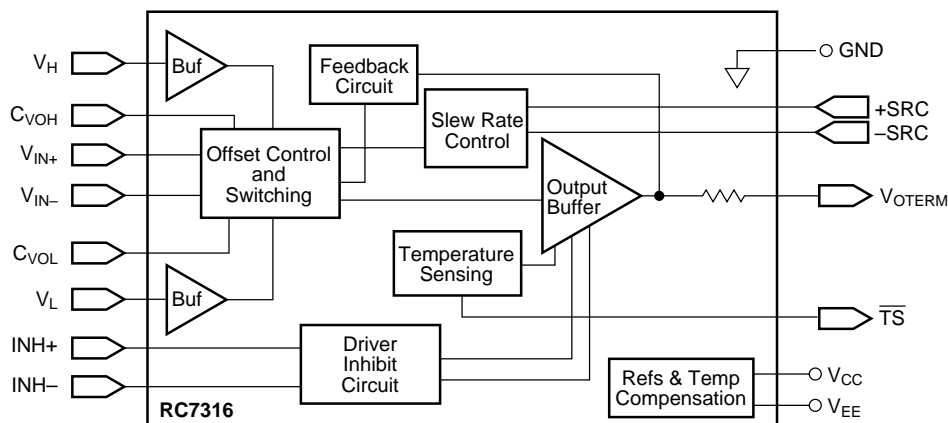 V_H
C_VOH
V_IN+
V_IN–
C_VOL
V_L
INH+
INH–
Buf
Feedback
Circuit
Offset Control
and
Switching
Slew Rate
Control
Output
Buffer
Buf
Temperature
Sensing
Driver
Inhibit
Circuit
Refs & Temp
Compensation
RC7316
GND
+SRC
–SRC
V_OTERM
T̅S̅
V_CC
V_EE